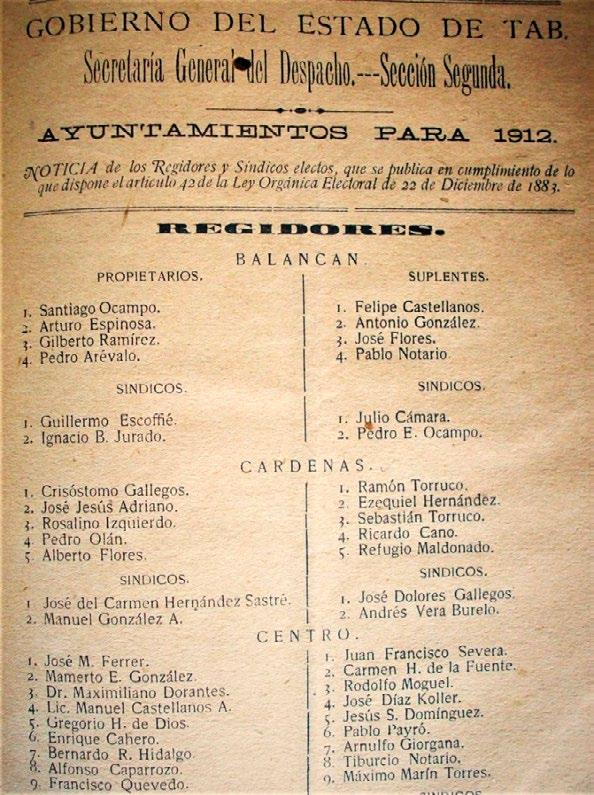 GOBIERNO DEL ESTADO DE TAB.
Secretaría General del Despacho.---Sección Segunda.
AYUNTAMIENTOS PARA 1912.
NOTICIA de los Regidores y Síndicos electos, que se publica en cumplimiento de lo
que dispone el artículo 42 de la Ley Orgánica Electoral de 22 de Diciembre de 1883.
REGIDORES.
BALANCAN.
PROPIETARIOS.
1. Santiago Ocampo.
2. Arturo Espinosa.
3. Gilberto Ramírez.
4. Pedro Arévalo.
SINDICOS.
1. Guillermo Escoffié.
2. Ignacio B. Jurado.
SUPLENTES.
1. Felipe Castellanos.
2. Antonio González.
3. José Flores.
4. Pablo Notario
SINDICOS.
1. Julio Cámara.
2. Pedro E. Ocampo.
CARDENAS.
1. Crisóstomo Gallegos.
2. José Jesús Adriano.
3. Rosalino Izquierdo.
4. Pedro Olán.
5. Alberto Flores.
SINDICOS.
1 José del Carmen Hernández Sastré.
2. Manuel González A.
1. Ramón Torruco.
2. Ezequiel Hernández.
3. Sebastián Torruco.
4. Ricardo Cano.
5. Refugio Maldonado.
SINDICOS.
1. José Dolores Gallegos.
2. Andrés Vera Burelo.
CENTRO.
1. José M. Ferrer.
2. Mamerto E. González.
3. Dr. Maximiliano Dorantes.
4. Lic. Manuel Castellanos A.
5. Gregorio H. de Dios.
6. Enrique Cahero.
7. Bernardo R. Hidalgo.
8. Alfonso Caparrozo.
9. Francisco Quevedo.
1. Juan Francisco Severa.
2. Carmen H. de la Fuente.
3. Rodolfo Moguel.
4. José Díaz Koller.
5. Jesús S. Domínguez.
6. Pablo Payró.
7. Arnulfo Giorgana.
8. Tiburcio Notario.
9. Máximo Marín Torres.
SINDICOS